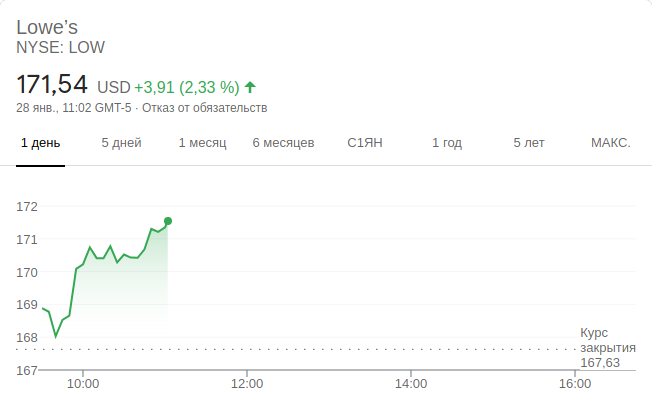 Lowe's
NYSE: LOW
171,54 USD +3,91 (2,33 %)
28 янв., 11:02 GMT-5 · Отказ от обязательств
1 день 5 дней 1 месяц 6 месяцев С1ЯН 1 год 5 лет МАКС.
172
171
170
169
168
167
Курс
закрытия
167,63
10:00 12:00 14:00 16:00